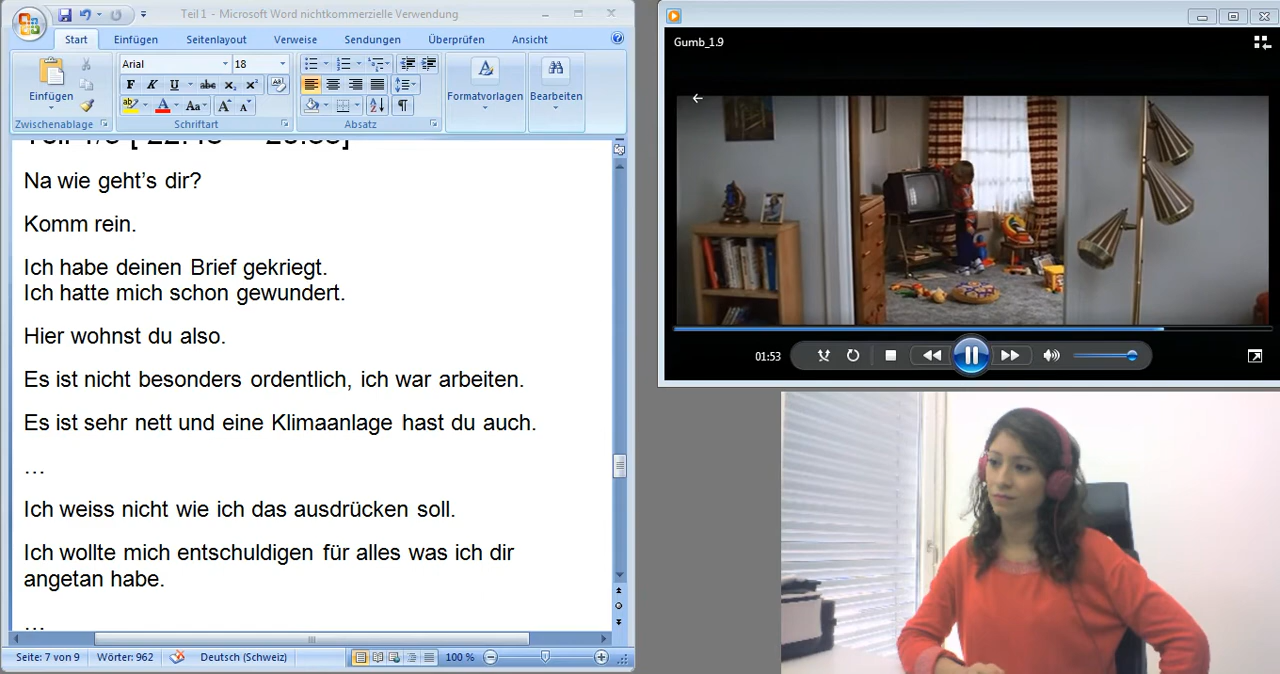 Teil 1 - Microsoft Word nichtkommerzielle Verwendung
Start Einfügen Seitenlayout Verweise Sendungen Überprüfen Ansicht
Arial 18
Einfügen
F K U abe x₂ x²
Aa A A
Formatvorlagen Bearbeiten
Zwischenablage Schriftart Absatz
Na wie geht’s dir?
Komm rein.
Ich habe deinen Brief gekriegt.
Ich hatte mich schon gewundert.
Hier wohnst du also.
Es ist nicht besonders ordentlich, ich war arbeiten.
Es ist sehr nett und eine Klimaanlage hast du auch.
…
Ich weiss nicht wie ich das ausdrücken soll.
Ich wollte mich entschuldigen für alles was ich dir
angetan habe.
…
Seite: 7 von 9 Wörter: 962 Deutsch (Schweiz) 100 %
Gumb_1.9
01:53